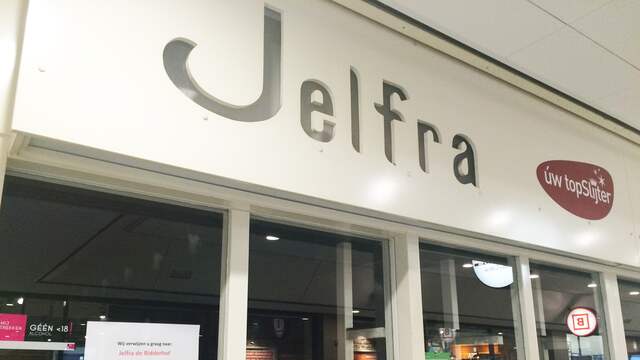 Jelfra
úw topSlijter
GÉÉN <18
ALCOHOL
Wij verwijzen u graag naar:
Jelfra de Ridderhof
B